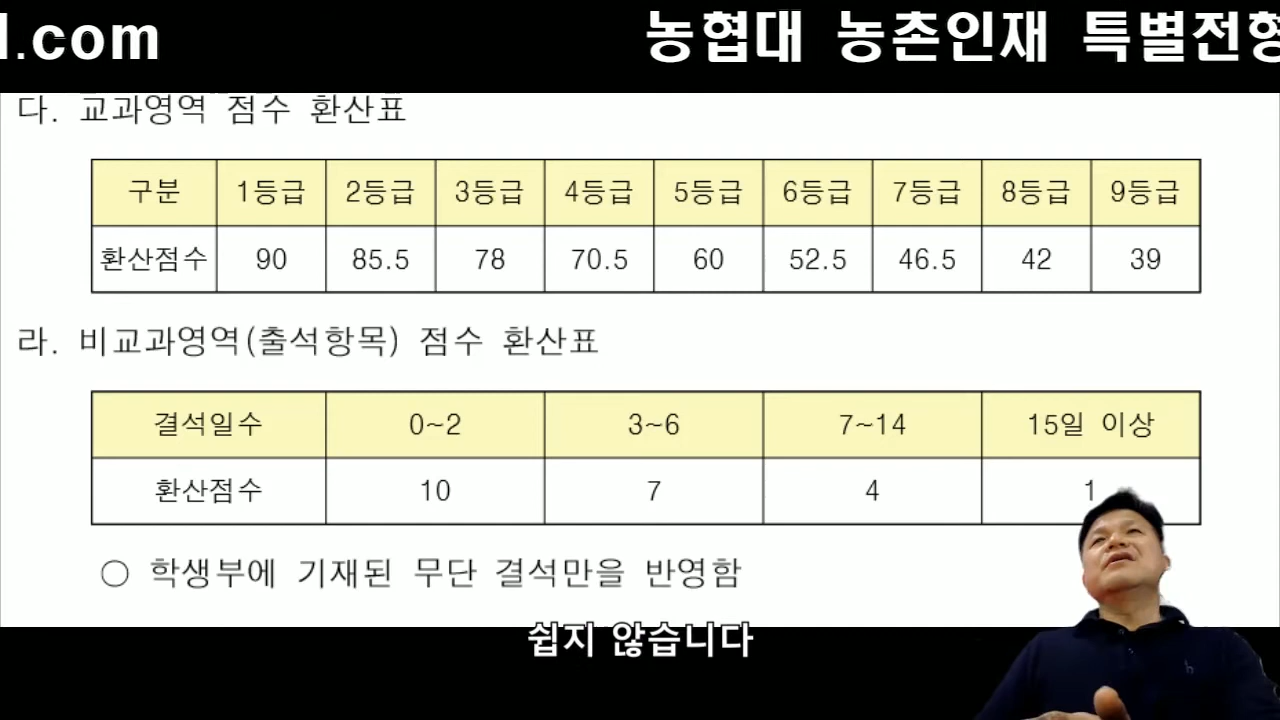 l.com 농협대 농촌인재 특별전형
다. 교과영역 점수 환산표
구분 1등급 2등급 3등급 4등급 5등급 6등급 7등급 8등급 9등급
환산점수 90 85.5 78 70.5 60 52.5 46.5 42 39
라. 비교과영역(출석항목) 점수 환산표
결석일수 0~2 3~6 7~14 15일 이상
환산점수 10 7 4 1
○ 학생부에 기재된 무단 결석만을 반영함
쉽지 않습니다